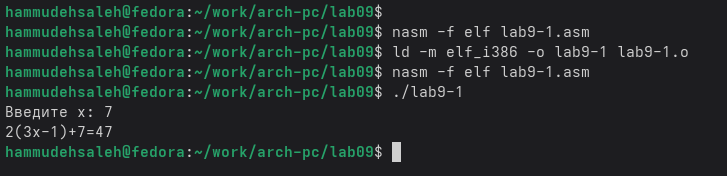 hammudehsaleh@fedora:~/work/arch-pc/lab09$
hammudehsaleh@fedora:~/work/arch-pc/lab09$ nasm -f elf lab9-1.asm
hammudehsaleh@fedora:~/work/arch-pc/lab09$ ld -m elf_i386 -o lab9-1 lab9-1.o
hammudehsaleh@fedora:~/work/arch-pc/lab09$ nasm -f elf lab9-1.asm
hammudehsaleh@fedora:~/work/arch-pc/lab09$ ./lab9-1
Введите x: 7
2(3x-1)+7=47
hammudehsaleh@fedora:~/work/arch-pc/lab09$